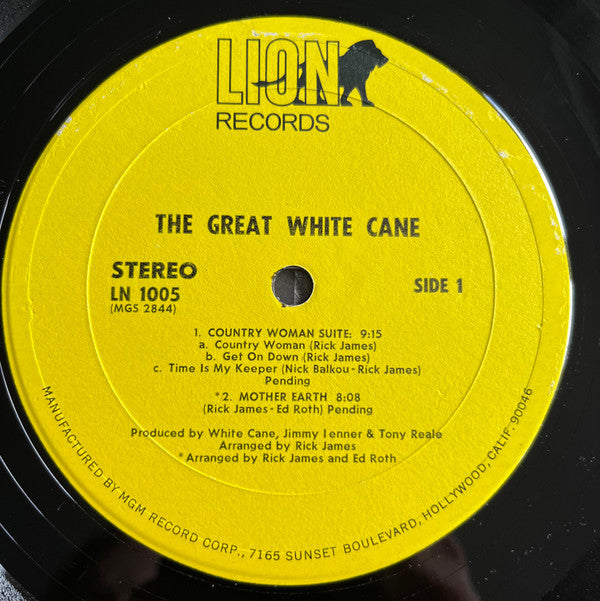 LION
RECORDS
THE GREAT WHITE CANE
STEREO
LN 1005
(MGS 2844)
SIDE 1
1. COUNTRY WOMAN SUITE: 9:15
a. Country Woman (Rick James)
b. Get On Down (Rick James)
c. Time Is My Keeper (Nick Balkou - Rick James)
Pending
*2. MOTHER EARTH 8:08
(Rick James - Ed Roth) Pending
Produced by White Cane, Jimmy Ienner & Tony Reale
Arranged by Rick James
*Arranged by Rick James and Ed Roth
MANUFACTURED BY MGM RECORD CORP., 7165 SUNSET BOULEVARD, HOLLYWOOD, CALIF. 90046